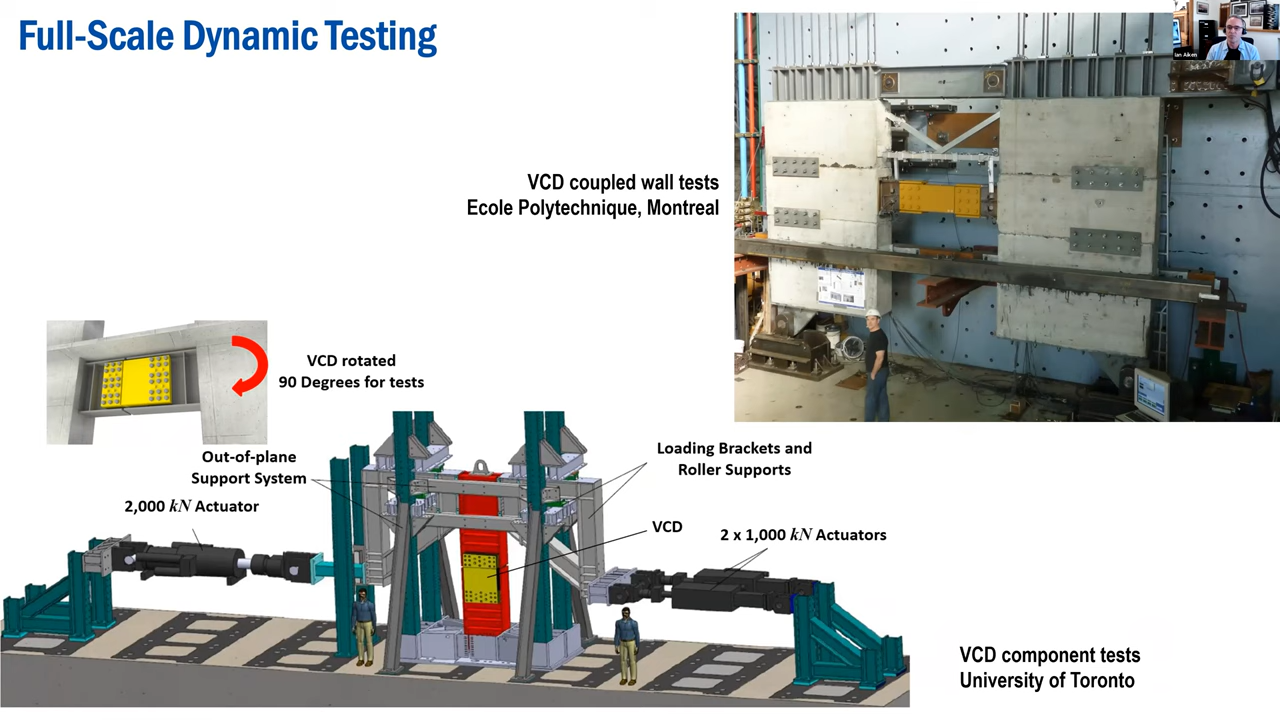 Full-Scale Dynamic Testing
Ian Aiken
VCD coupled wall tests
Ecole Polytechnique, Montreal
VCD rotated
90 Degrees for tests
Out-of-plane
Support System
2,000 kN Actuator
Loading Brackets and
Roller Supports
VCD
2 x 1,000 kN Actuators
VCD component tests
University of Toronto